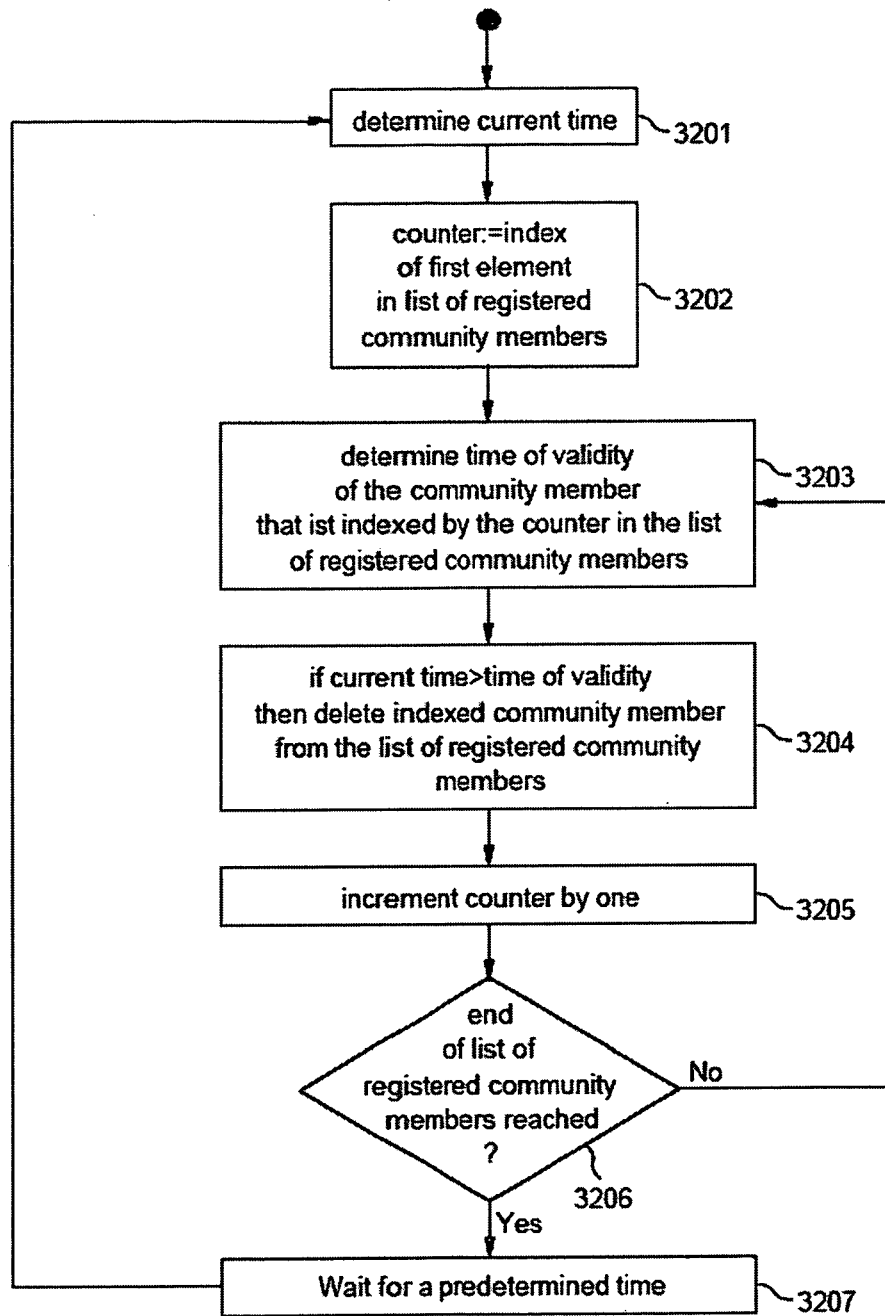 determine current time
3201
counter:=index
of first element
in list of registered
community members
3202
determine time of validity
of the community member
that ist indexed by the counter in the list
of registered community members
3203
if current time>time of validity
then delete indexed community member
from the list of registered community
members
3204
increment counter by one
3205
end
of list of
registered community
members reached
?
No
3206
Yes
Wait for a predetermined time
3207